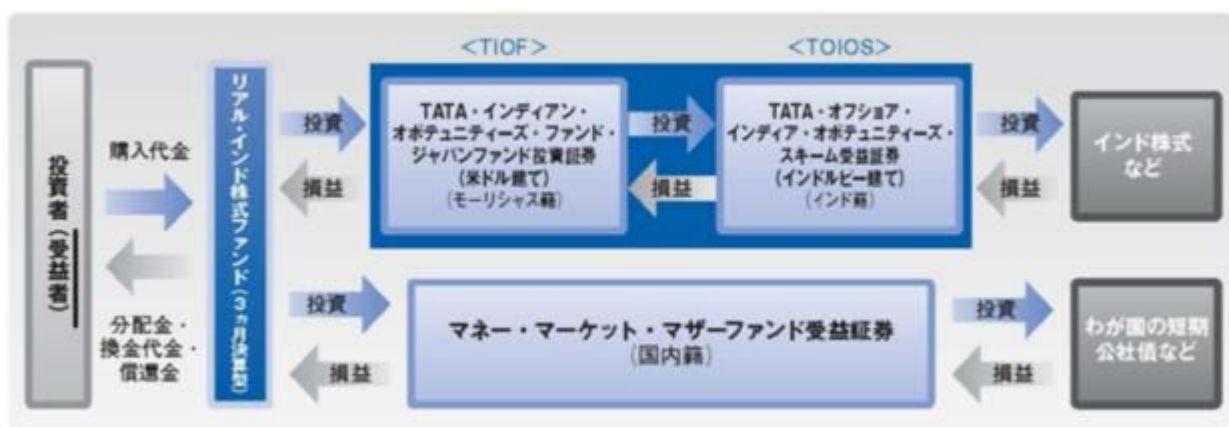 <TIOF>
<TOIOS>
投資者(受益者)
購入代金
分配金・
換金代金・
償還金
リアル・インド株式ファンド(3ヵ月決算型)
投資
損益
TATA・インディアン・
オポテュニティーズ・ファンド・
ジャパンファンド投資証券
(米ドル建て)
(モーリシャス籍)
投資
損益
TATA・オフショア・
インディア・オポテュニティーズ・
スキーム受益証券
(インドルピー建て)
(インド籍)
投資
損益
インド株式
など
投資
損益
マネー・マーケット・マザーファンド受益証券
(国内籍)
投資
損益
わが国の短期
公社債など